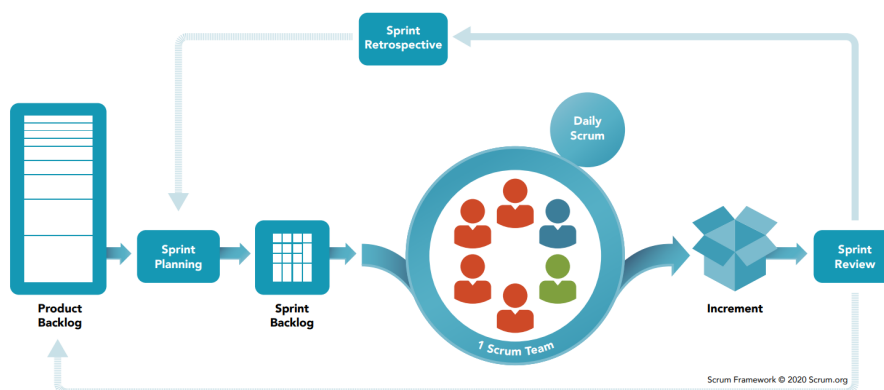 Sprint
Retrospective
Daily
Scrum
Sprint
Planning
Sprint
Review
Product
Backlog
Sprint
Backlog
Increment
1 Scrum Team
Scrum Framework © 2020 Scrum.org